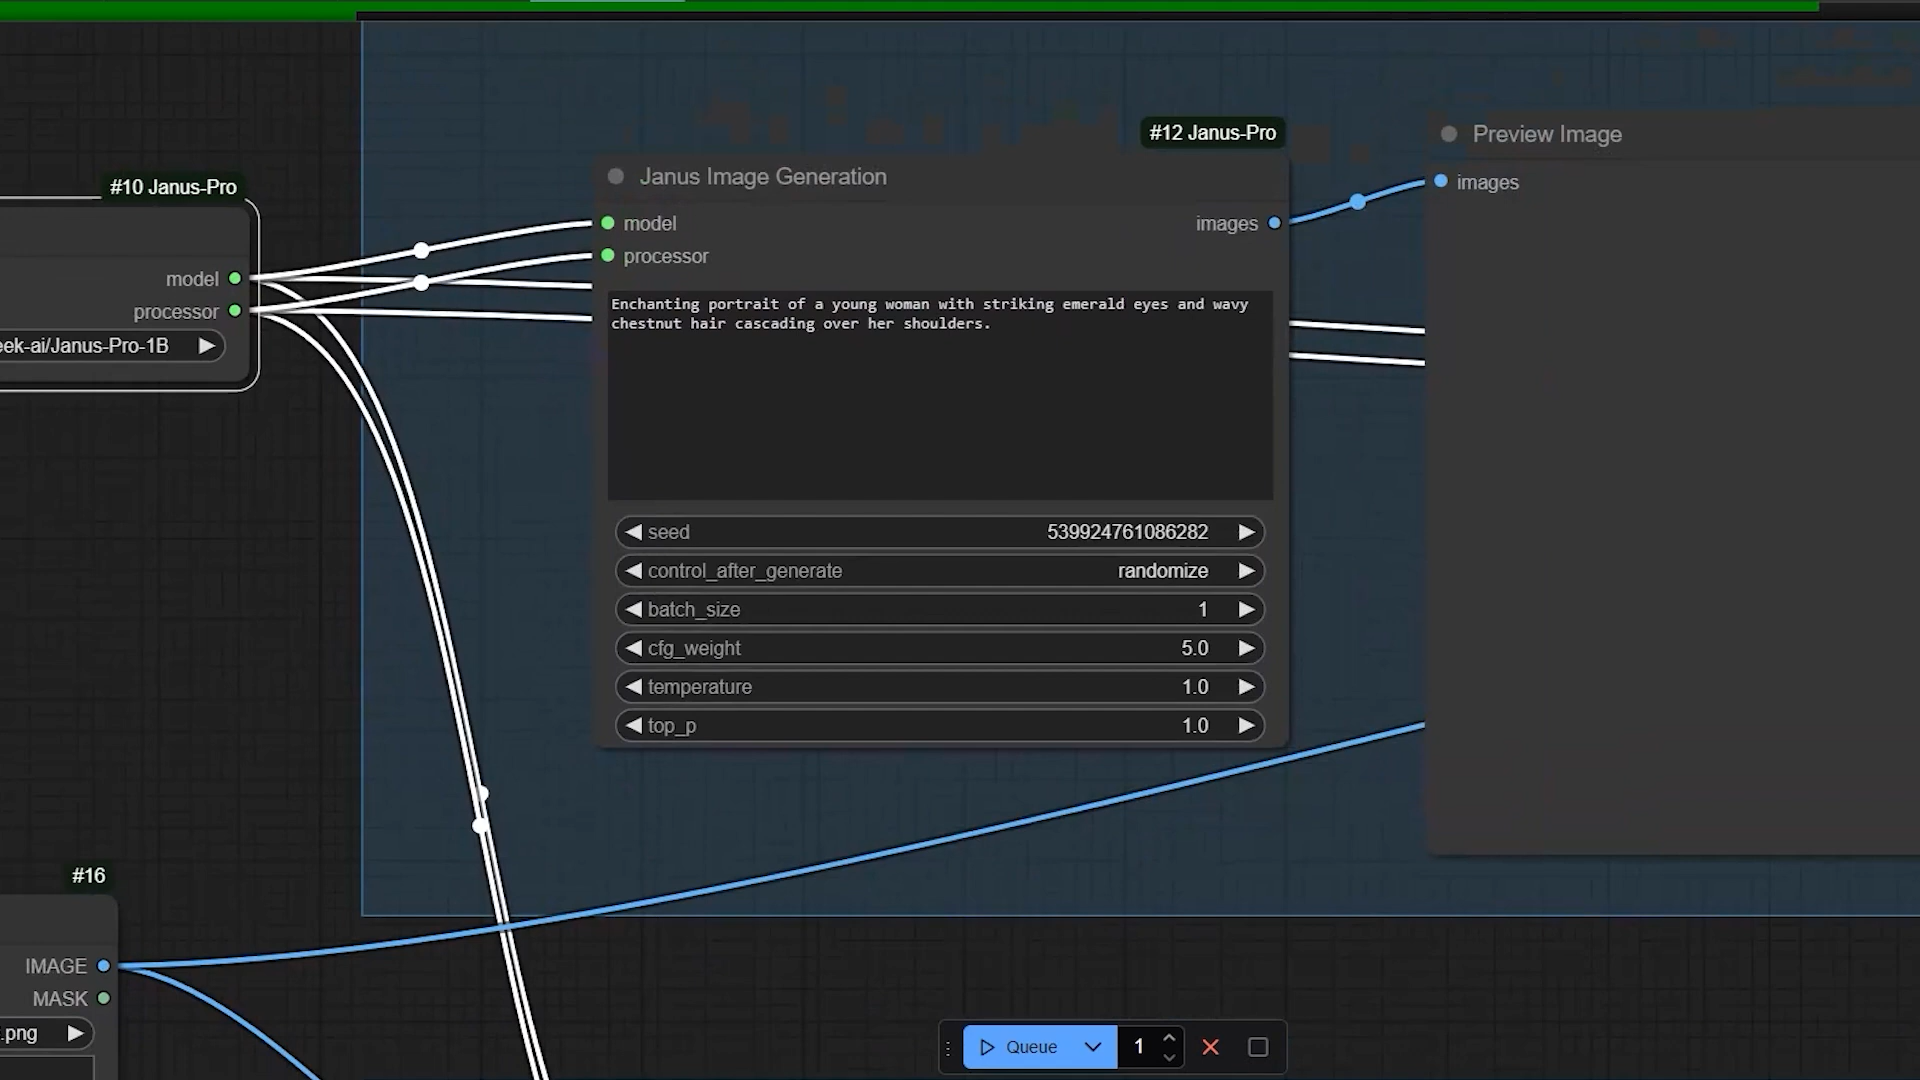 #12 Janus-Pro
Preview Image
images
#10 Janus-Pro
Janus Image Generation
model
images
processor
model
processor
eek-ai/Janus-Pro-1B
Enchanting portrait of a young woman with striking emerald eyes and wavy
chestnut hair cascading over her shoulders.
seed 539924761086282
control_after_generate randomize
batch_size 1
cfg_weight 5.0
temperature 1.0
top_p 1.0
#16
IMAGE
MASK
.png
Queue 1